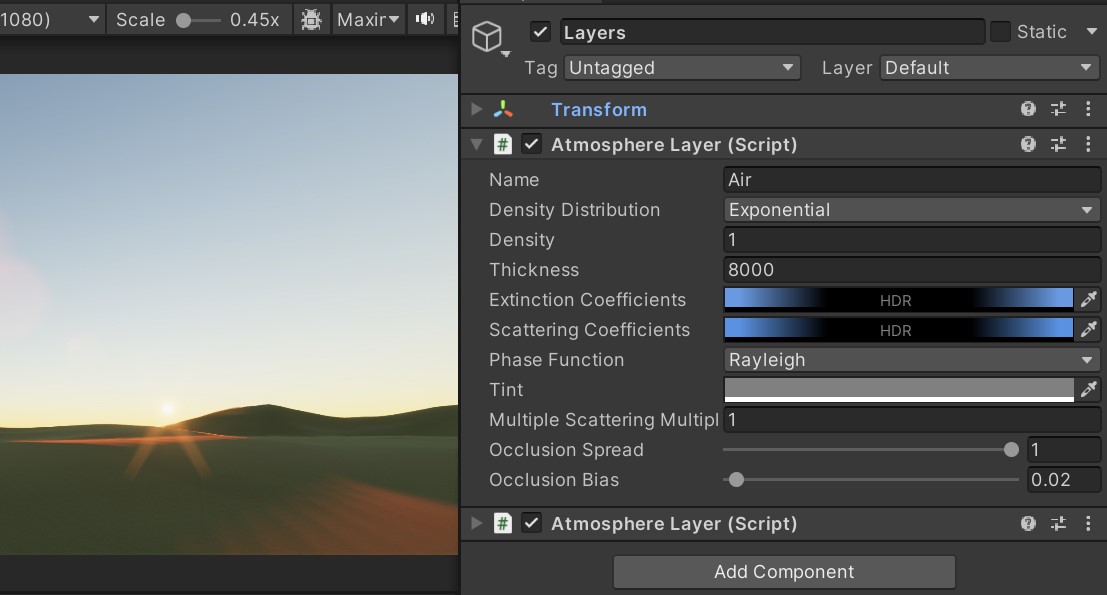 1080)
Scale
0.45x
Maxir
Layers
Static
Tag
Untagged
Layer
Default
Transform
# Atmosphere Layer (Script)
Name
Air
Density Distribution
Exponential
Density
1
Thickness
8000
Extinction Coefficients
HDR
Scattering Coefficients
HDR
Phase Function
Rayleigh
Tint
Multiple Scattering Multipl
1
Occlusion Spread
1
Occlusion Bias
0.02
# Atmosphere Layer (Script)
Add Component